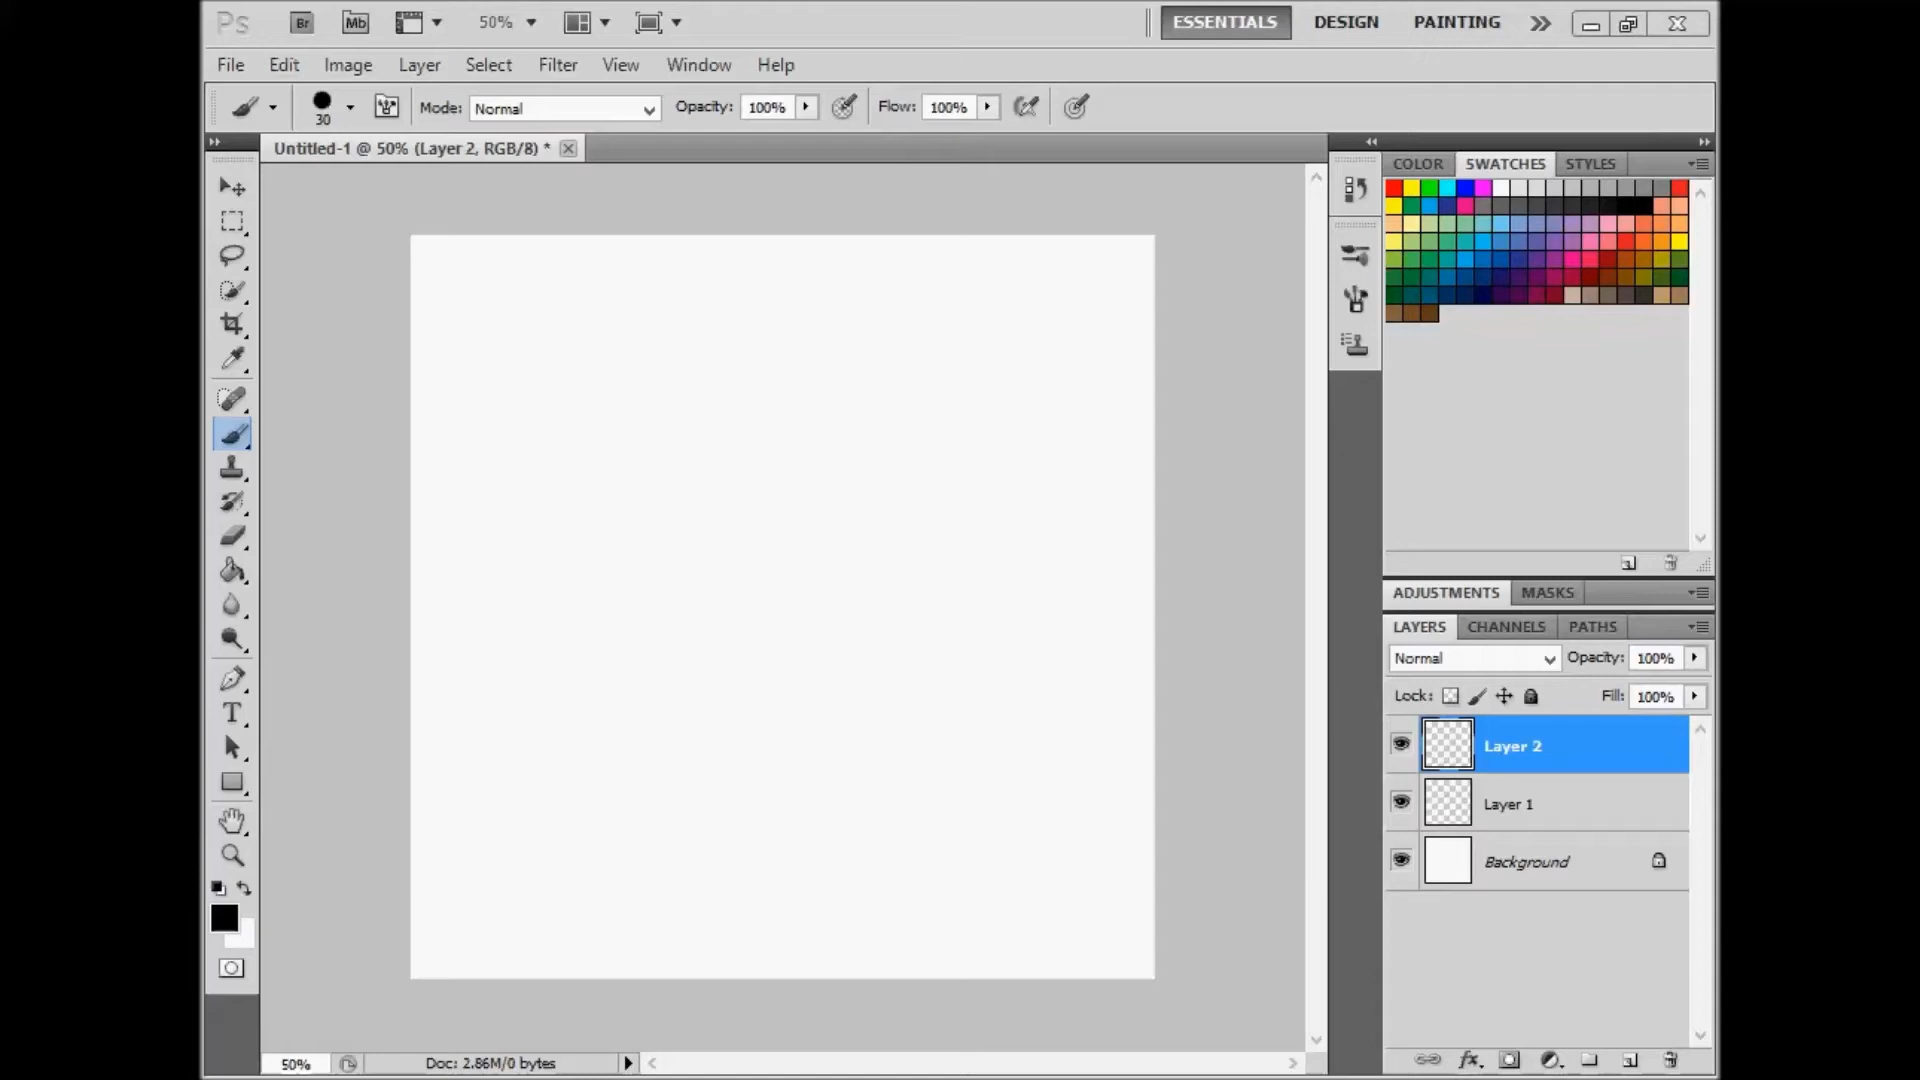 Ps Br Mb 50% ESSENTIALS DESIGN PAINTING
File Edit Image Layer Select Filter View Window Help
30 Mode: Normal Opacity: 100% Flow: 100%
Untitled-1 @ 50% (Layer 2, RGB/8) *
COLOR SWATCHES STYLES
ADJUSTMENTS MASKS
LAYERS CHANNELS PATHS
Normal Opacity: 100%
Lock: Fill: 100%
Layer 2
Layer 1
Background
50% Doc: 2.86M/0 bytes